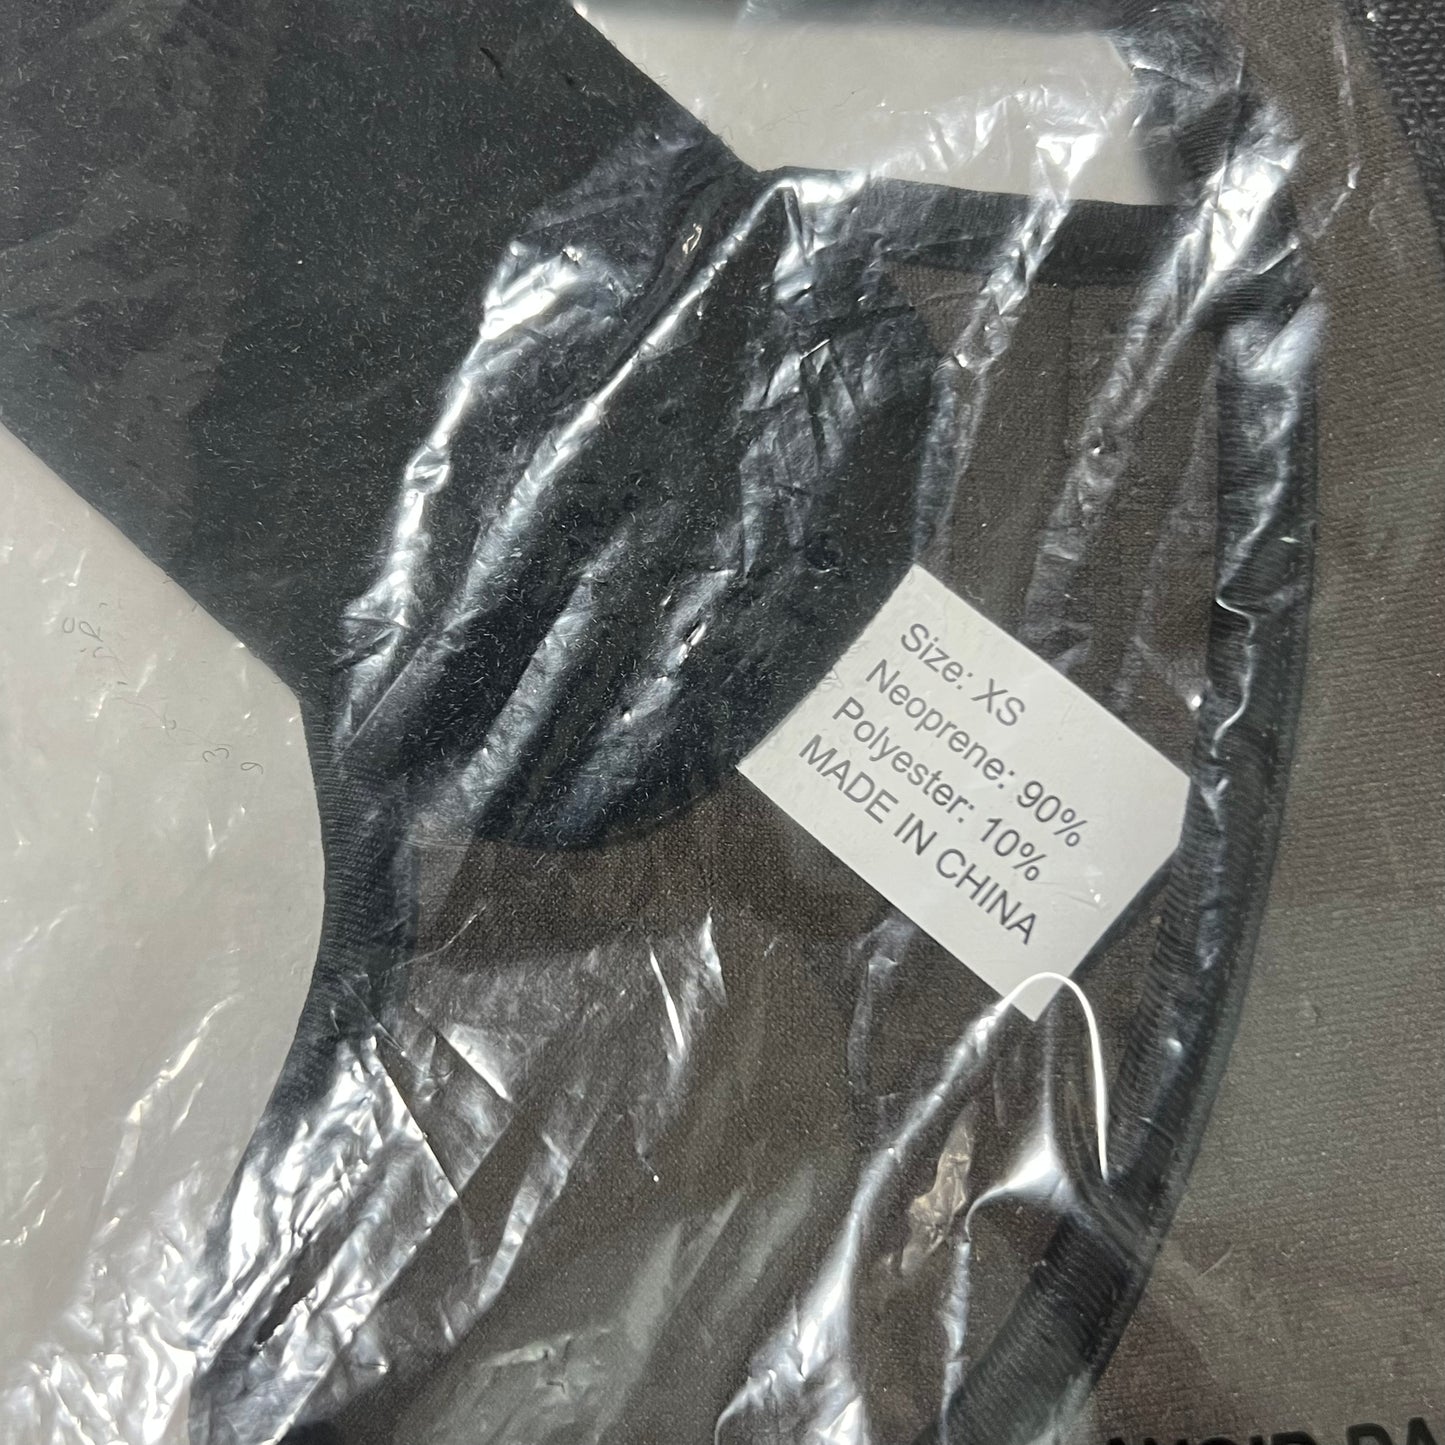 Size: XS
Neoprene: 90%
Polyester: 10%
MADE IN CHINA